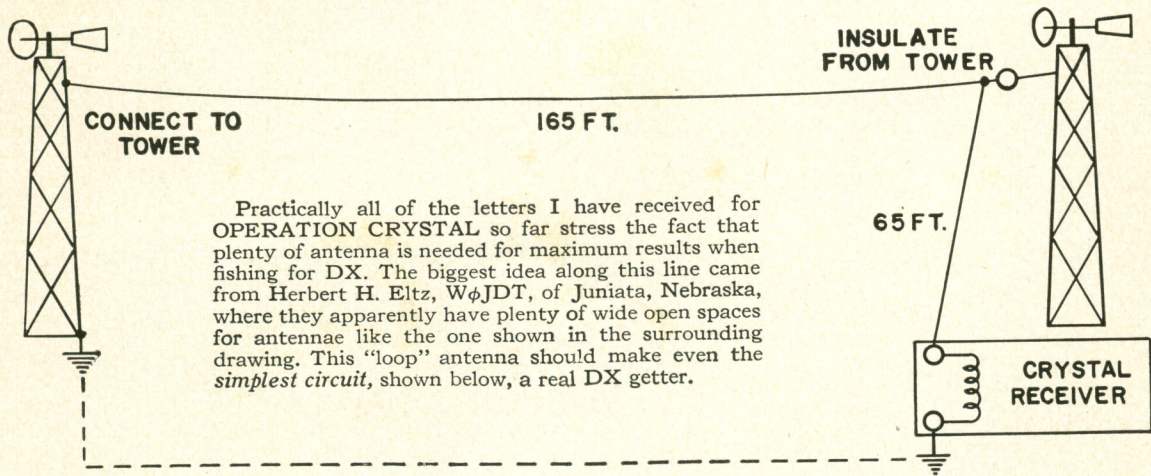 INSULATE
FROM TOWER
CONNECT TO
TOWER
165 FT.
65 FT.
Practically all of the letters I have received for
OPERATION CRYSTAL so far stress the fact that
plenty of antenna is needed for maximum results when
fishing for DX. The biggest idea along this line came
from Herbert H. Eltz, WϕJDT, of Juniata, Nebraska,
where they apparently have plenty of wide open spaces
for antennae like the one shown in the surrounding
drawing. This “loop” antenna should make even the
simplest circuit, shown below, a real DX getter.
CRYSTAL
RECEIVER